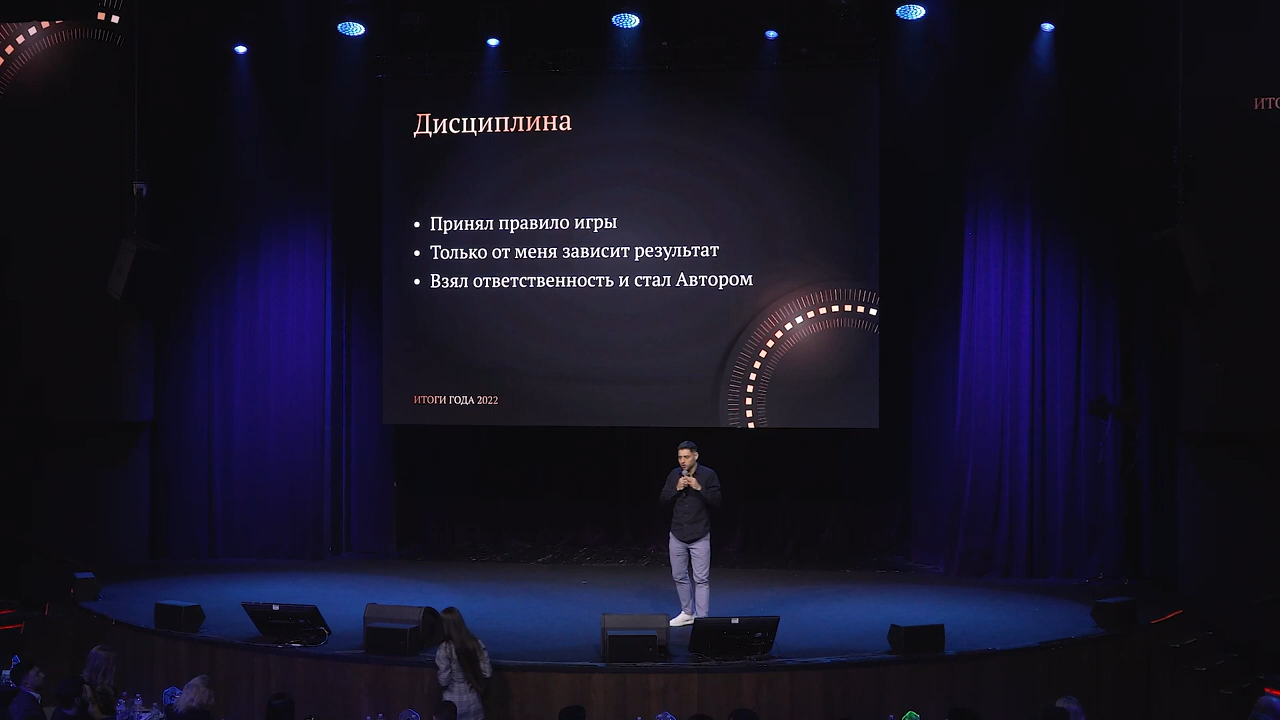 Дисциплина
• Принял правило игры
• Только от меня зависит результат
• Взял ответственность и стал Автором
ИТОГИ ГОДА 2022